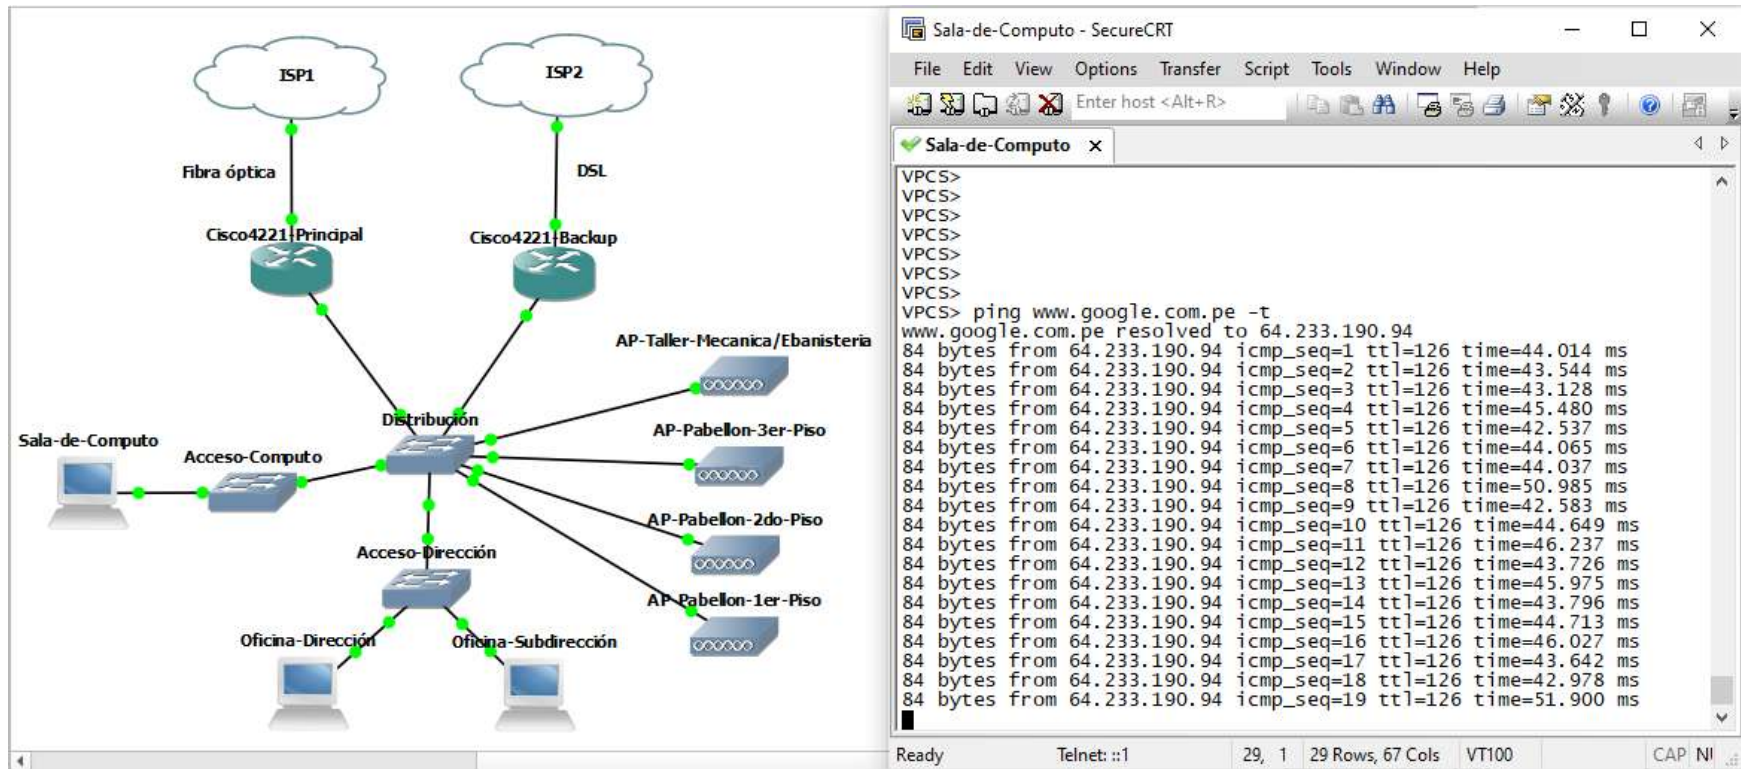 ISP1
ISP2
Fibra óptica
DSL
Cisco4221-Principal
Cisco4221-Backup
AP-Taller-Mecanica/Ebanisteria
Distribución
AP-Pabellon-3er-Piso
Sala-de-Computo
Acceso-Computo
AP-Pabellon-2do-Piso
Acceso-Dirección
AP-Pabellon-1er-Piso
Oficina-Dirección
Oficina-Subdirección
Sala-de-Computo - SecureCRT
File Edit View Options Transfer Script Tools Window Help
Enter host <Alt+R>
Sala-de-Computo
VPCS>
VPCS>
VPCS>
VPCS>
VPCS>
VPCS>
VPCS>
VPCS> ping www.google.com.pe -t
www.google.com.pe resolved to 64.233.190.94
84 bytes from 64.233.190.94 icmp_seq=1 ttl=126 time=44.014 ms
84 bytes from 64.233.190.94 icmp_seq=2 ttl=126 time=43.544 ms
84 bytes from 64.233.190.94 icmp_seq=3 ttl=126 time=43.128 ms
84 bytes from 64.233.190.94 icmp_seq=4 ttl=126 time=45.480 ms
84 bytes from 64.233.190.94 icmp_seq=5 ttl=126 time=42.537 ms
84 bytes from 64.233.190.94 icmp_seq=6 ttl=126 time=44.065 ms
84 bytes from 64.233.190.94 icmp_seq=7 ttl=126 time=44.037 ms
84 bytes from 64.233.190.94 icmp_seq=8 ttl=126 time=50.985 ms
84 bytes from 64.233.190.94 icmp_seq=9 ttl=126 time=42.583 ms
84 bytes from 64.233.190.94 icmp_seq=10 ttl=126 time=44.649 ms
84 bytes from 64.233.190.94 icmp_seq=11 ttl=126 time=46.237 ms
84 bytes from 64.233.190.94 icmp_seq=12 ttl=126 time=43.726 ms
84 bytes from 64.233.190.94 icmp_seq=13 ttl=126 time=45.975 ms
84 bytes from 64.233.190.94 icmp_seq=14 ttl=126 time=43.796 ms
84 bytes from 64.233.190.94 icmp_seq=15 ttl=126 time=44.713 ms
84 bytes from 64.233.190.94 icmp_seq=16 ttl=126 time=46.027 ms
84 bytes from 64.233.190.94 icmp_seq=17 ttl=126 time=43.642 ms
84 bytes from 64.233.190.94 icmp_seq=18 ttl=126 time=42.978 ms
84 bytes from 64.233.190.94 icmp_seq=19 ttl=126 time=51.900 ms
Ready Telnet: ::1 29, 1 29 Rows, 67 Cols VT100 CAP